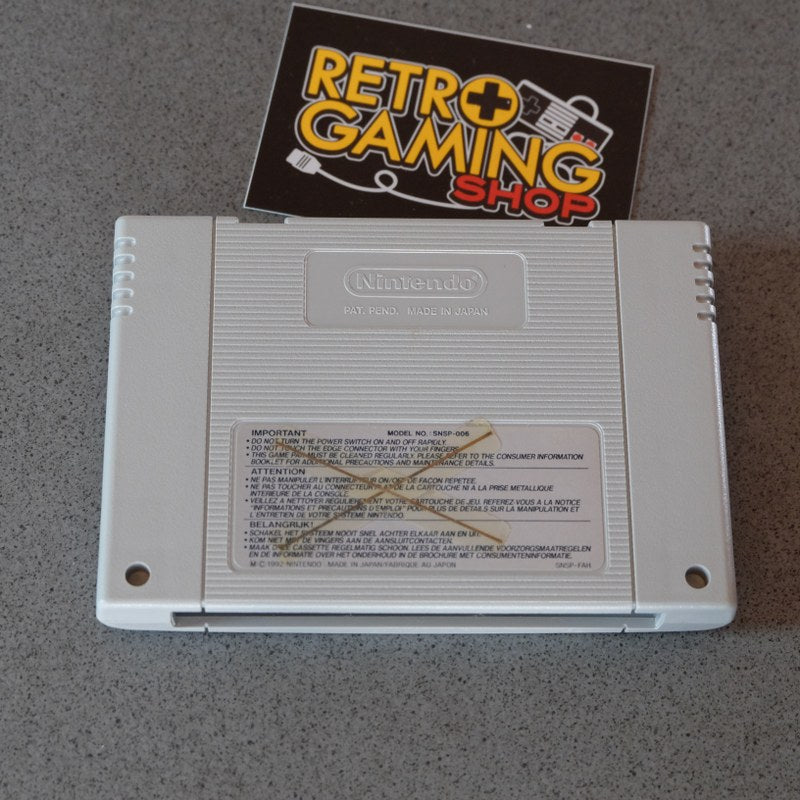 RETRO
GAMING
SHOP
Nintendo
PAT. PEND. MADE IN JAPAN
IMPORTANT MODEL NO.: SNSP-006
• DO NOT TURN THE POWER SWITCH ON AND OFF RAPIDLY.
• DO NOT TOUCH THE EDGE CONNECTOR WITH YOUR FINGERS.
• THIS GAME PAK MUST BE CLEANED REGULARLY. PLEASE REFER TO THE CONSUMER INFORMATION
BOOKLET FOR ADDITIONAL PRECAUTIONS AND MAINTENANCE DETAILS.
ATTENTION
• NE PAS MANIPULER L'INTERRUPTEUR ON/OFF DE FACON REPETEE.
• NE PAS TOUCHER AU CONNECTEUR PLAT DE LA CARTOUCHE NI A LA PRISE METALLIQUE
INTERIEURE DE LA CONSOLE.
• VEILLEZ A NETTOYER REGULIEREMENT VOTRE CARTOUCHE DE JEU. REFEREZ-VOUS A LA NOTICE
"INFORMATIONS ET PRECAUTIONS D'EMPLOI" POUR PLUS DE DETAILS SUR LA MANIPULATION ET
L'ENTRETIEN DE VOTRE SYSTEME NINTENDO.
BELANGRIJK!
• SCHAKEL HET SYSTEEM NOOIT SNEL ACHTER ELKAAR AAN EN UIT.
• KOM NIET MET DE VINGERS AAN DE AANSLUITCONTACTEN.
• MAAK DE CASSETTE REGELMATIG SCHOON. LEES DE AANVULLENDE VOORZORGSMAATREGELEN
EN DE INFORMATIE OVER HET ONDERHOUD IN DE BROCHURE MET CONSUMENTENINFORMATIE.
M·C 1992 NINTENDO MADE IN JAPAN/FABRIQUE AU JAPON SNSP-FAH